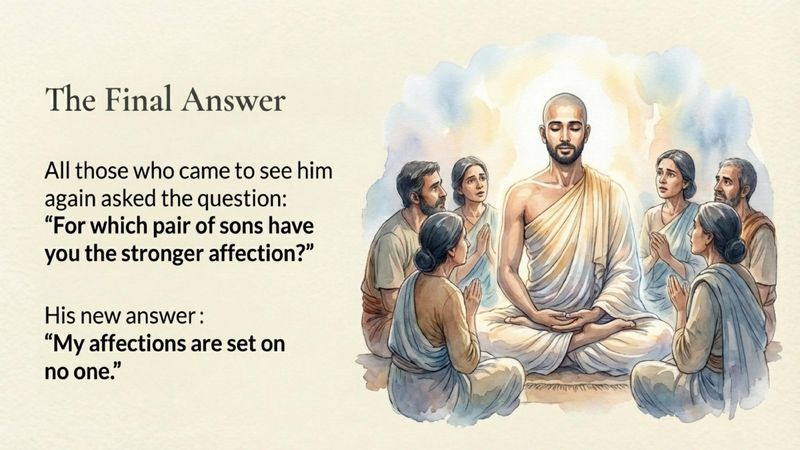 The Final Answer
All those who came to see him
again asked the question:
“For which pair of sons have
you the stronger affection?”
His new answer :
“My affections are set on
no one.”